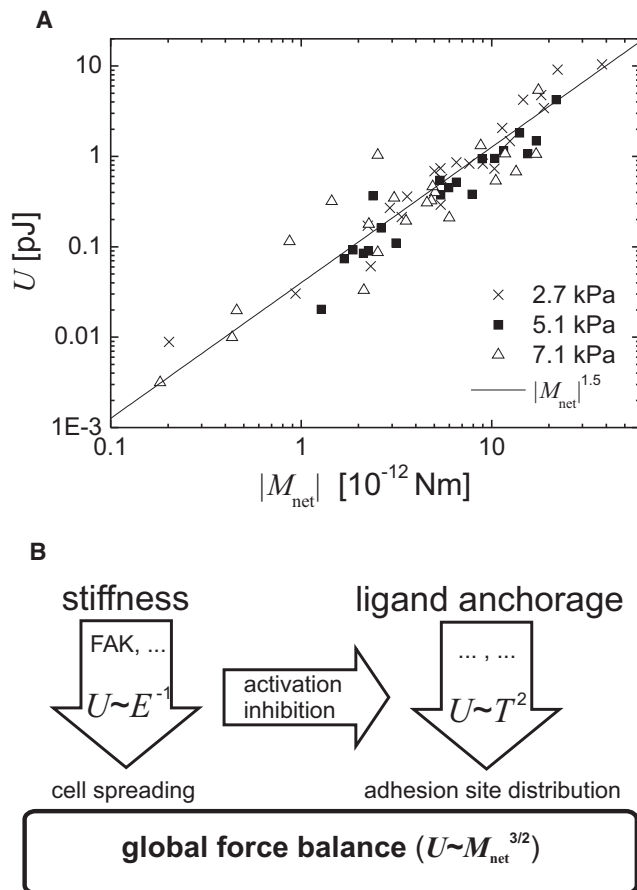 A
10
1
0.1
0.01
1E-3
U [pJ]
2.7 kPa
5.1 kPa
7.1 kPa
|M_net|^1.5
0.1 1 10
|M_net| [10^-12 Nm]
B
stiffness ligand anchorage
FAK, ... ... , ...
activation
inhibition
U~E^-1 U~T^2
cell spreading adhesion site distribution
global force balance (U~M_net^3/2)